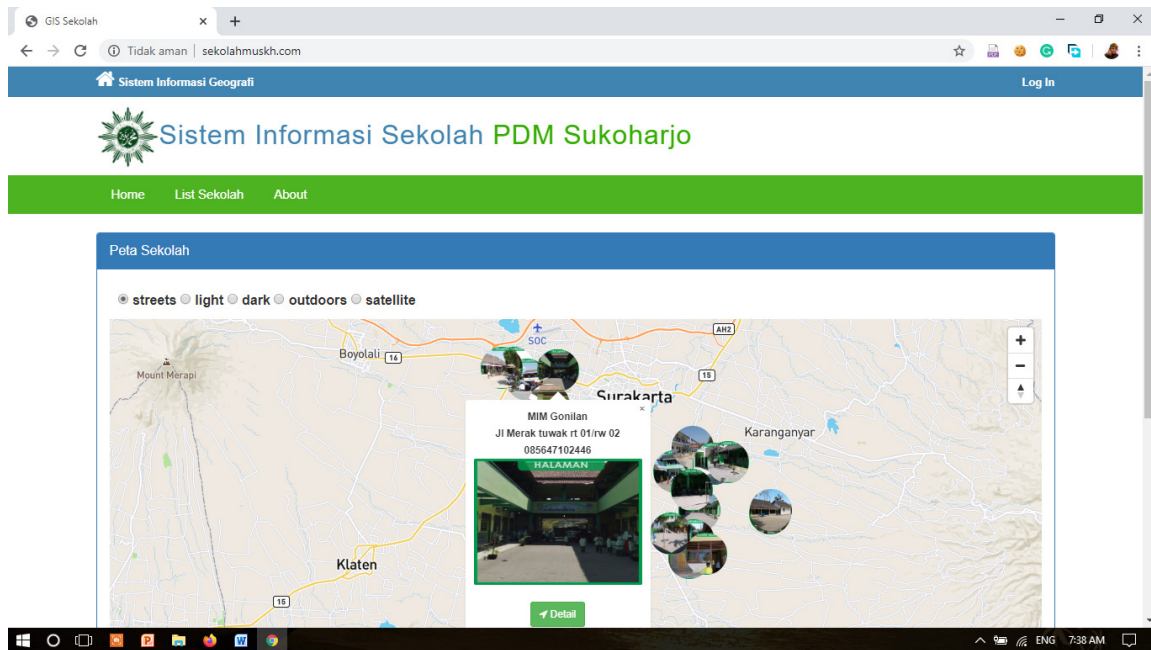 GIS Sekolah
Tidak aman | sekolahmuskh.com
Sistem Informasi Geografi
Log In
Sistem Informasi Sekolah PDM Sukoharjo
Home List Sekolah About
Peta Sekolah
streets light dark outdoors satellite
SOC
AH2
Boyolali 16
Mount Merapi
15
Surakarta
MIM Gonilan
Jl Merak tuwak rt 01/rw 02
085647102446
HALAMAN
Karanganyar
Klaten
15
Detail
ENG 7:38 AM